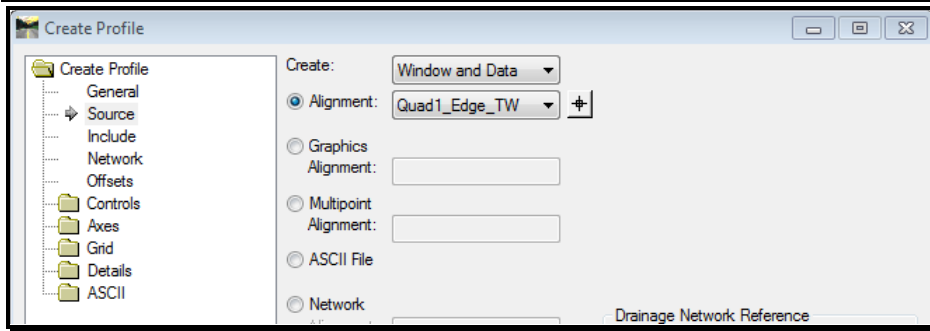 Create Profile
Create Profile
General
Source
Include
Network
Offsets
Controls
Axes
Grid
Details
ASCII
Create: Window and Data
Alignment: Quad1_Edge_TW
Graphics
Alignment:
Multipoint
Alignment:
ASCII File
Network
Drainage Network Reference